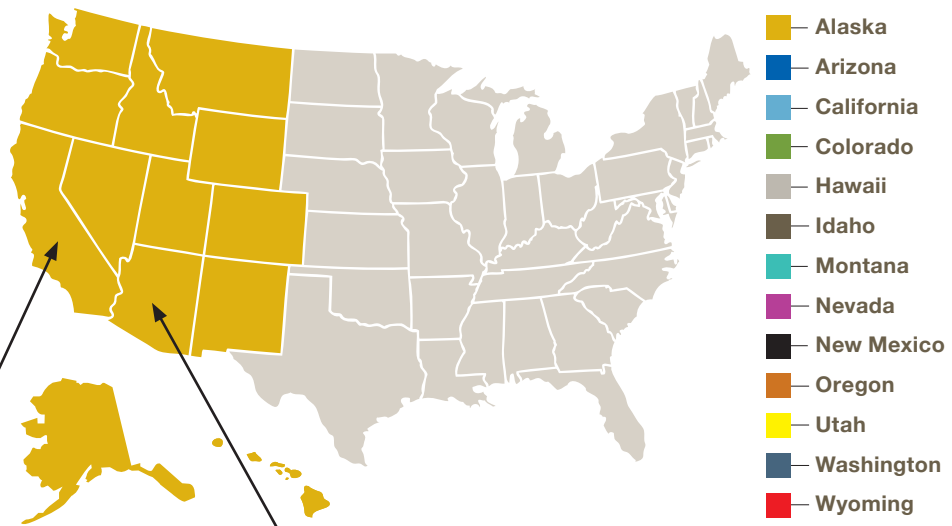 Alaska
Arizona
California
Colorado
Hawaii
Idaho
Montana
Nevada
New Mexico
Oregon
Utah
Washington
Wyoming